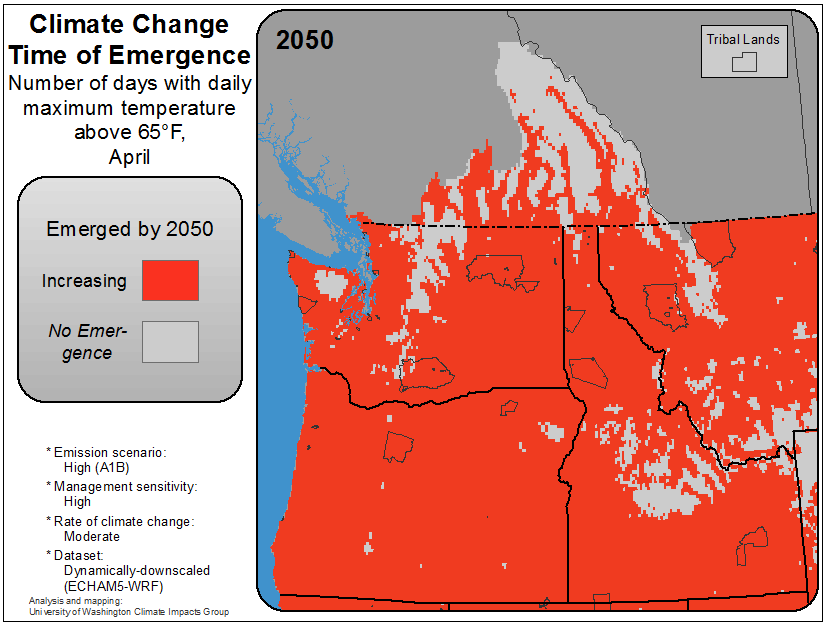 Climate Change
Time of Emergence
Number of days with daily
maximum temperature
above 65°F,
April
Emerged by 2050
Increasing
No Emer-
gence
* Emission scenario:
High (A1B)
* Management sensitivity:
High
* Rate of climate change:
Moderate
* Dataset:
Dynamically-downscaled
(ECHAM5-WRF)
Analysis and mapping:
University of Washington Climate Impacts Group
2050
Tribal Lands